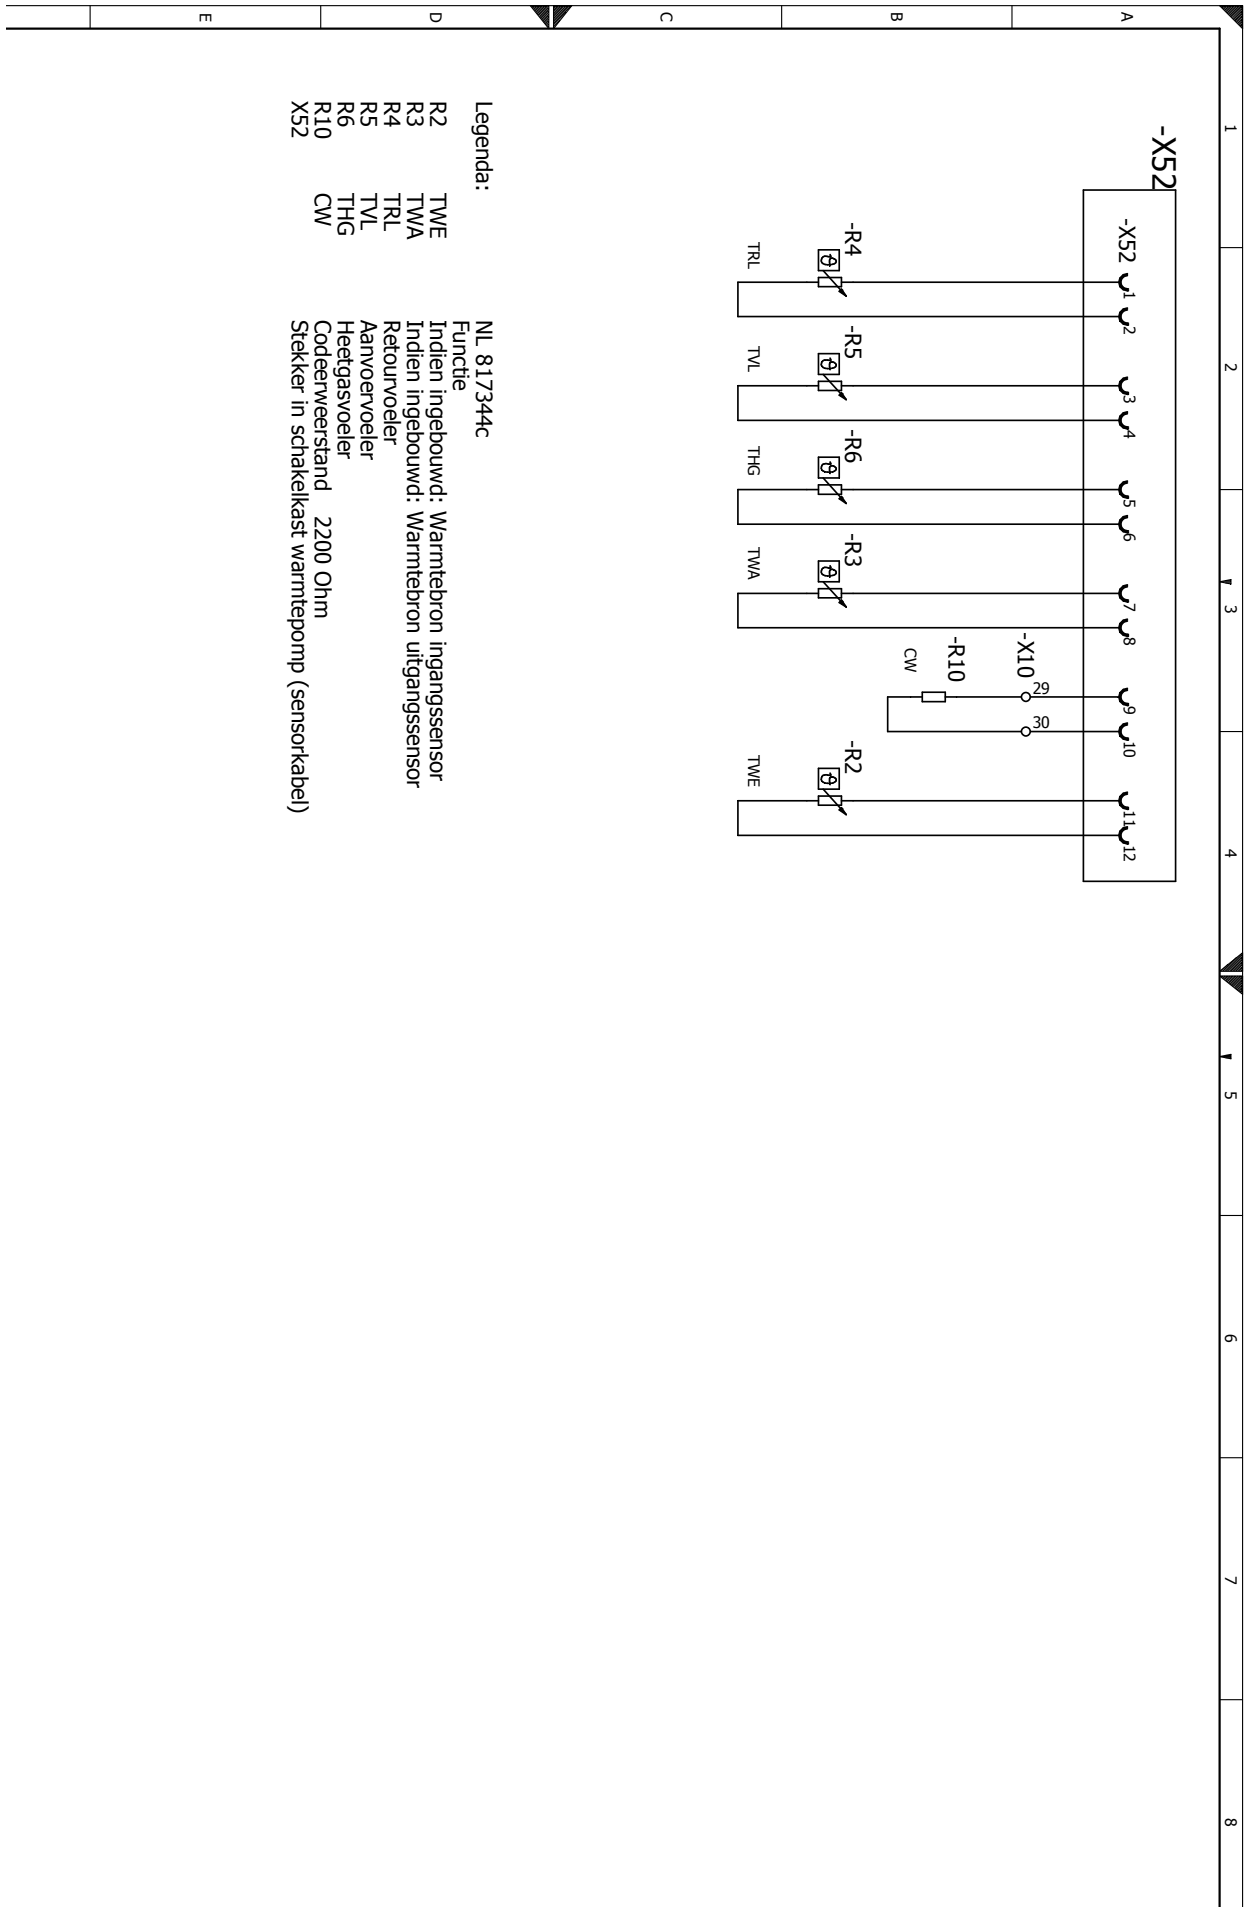 1 2 3 4 5 6 7 8
A
B
C
D
E
-X52
-X52 1 2 3 4 5 6 7 8 9 10 11 12
-X10 29 30
-R4 -R5 -R6 -R3 -R10 -R2
TRL TVL THG TWA CW TWE
Legenda: NL 817344c
Functie
R2 TWE Indien ingebouwd: Warmtebron ingangssensor
R3 TWA Indien ingebouwd: Warmtebron uitgangssensor
R4 TRL Retourvoeler
R5 TVL Aanvoervoeler
R6 THG Heetgasvoeler
R10 CW Codeerweerstand 2200 Ohm
X52 Stekker in schakelkast warmtepomp (sensorkabel)